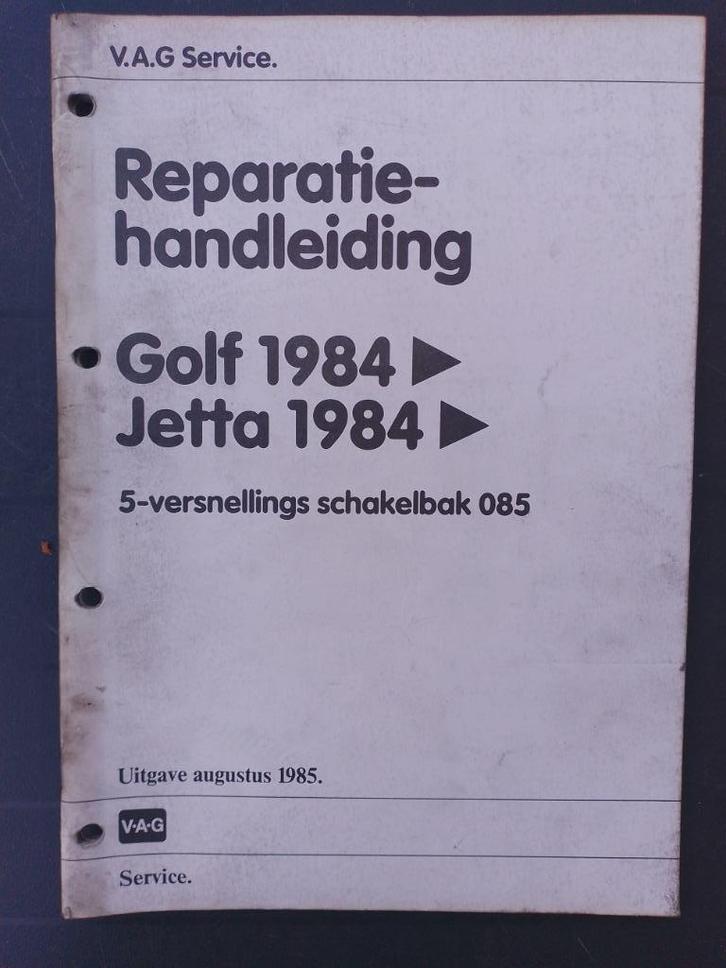 V.A.G Service.
Reparatie-
handleiding
Golf 1984 ▶
Jetta 1984 ▶
5-versnellings schakelbak 085
Uitgave augustus 1985.
V·A·G
Service.